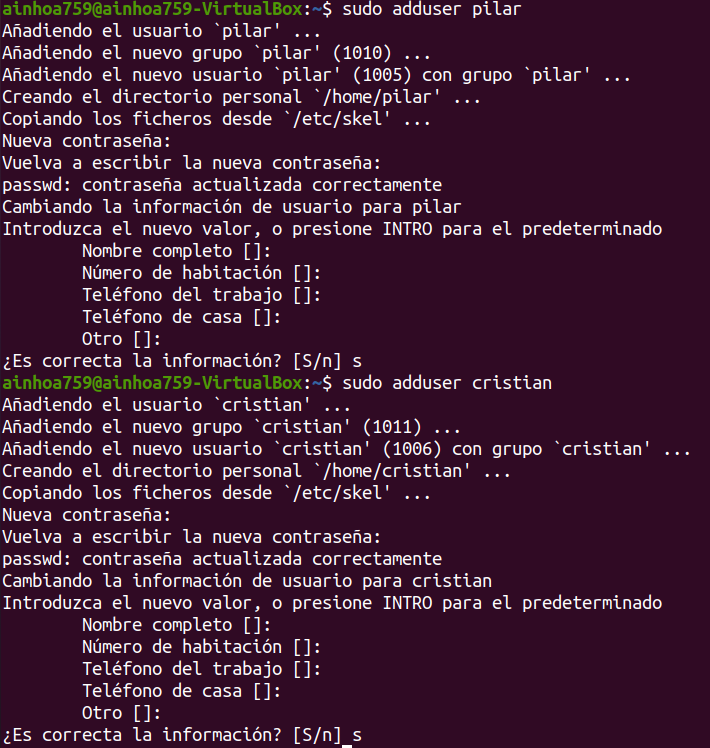 ainhoa759@ainhoa759-VirtualBox:~$ sudo adduser pilar
Añadiendo el usuario `pilar' ...
Añadiendo el nuevo grupo `pilar' (1010) ...
Añadiendo el nuevo usuario `pilar' (1005) con grupo `pilar' ...
Creando el directorio personal `/home/pilar' ...
Copiando los ficheros desde `/etc/skel' ...
Nueva contraseña:
Vuelva a escribir la nueva contraseña:
passwd: contraseña actualizada correctamente
Cambiando la información de usuario para pilar
Introduzca el nuevo valor, o presione INTRO para el predeterminado
        Nombre completo []:
        Número de habitación []:
        Teléfono del trabajo []:
        Teléfono de casa []:
        Otro []:
¿Es correcta la información? [S/n] s
ainhoa759@ainhoa759-VirtualBox:~$ sudo adduser cristian
Añadiendo el usuario `cristian' ...
Añadiendo el nuevo grupo `cristian' (1011) ...
Añadiendo el nuevo usuario `cristian' (1006) con grupo `cristian' ...
Creando el directorio personal `/home/cristian' ...
Copiando los ficheros desde `/etc/skel' ...
Nueva contraseña:
Vuelva a escribir la nueva contraseña:
passwd: contraseña actualizada correctamente
Cambiando la información de usuario para cristian
Introduzca el nuevo valor, o presione INTRO para el predeterminado
        Nombre completo []:
        Número de habitación []:
        Teléfono del trabajo []:
        Teléfono de casa []:
        Otro []:
¿Es correcta la información? [S/n] s